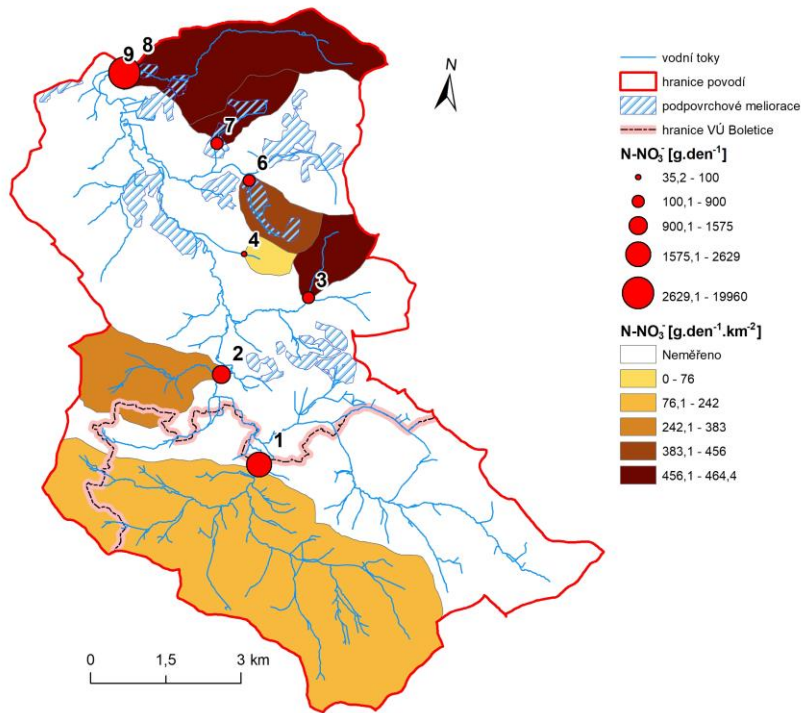 9
8
7
6
4
3
2
1
N
0
1,5
3 km
vodní toky
hranice povodí
podpovrchové meliorace
hranice VÚ Boletice
N-NO₃⁻ [g.den⁻¹]
35,2 - 100
100,1 - 900
900,1 - 1575
1575,1 - 2629
2629,1 - 19960
N-NO₃⁻ [g.den⁻¹.km⁻²]
Neměřeno
0 - 76
76,1 - 242
242,1 - 383
383,1 - 456
456,1 - 464,4